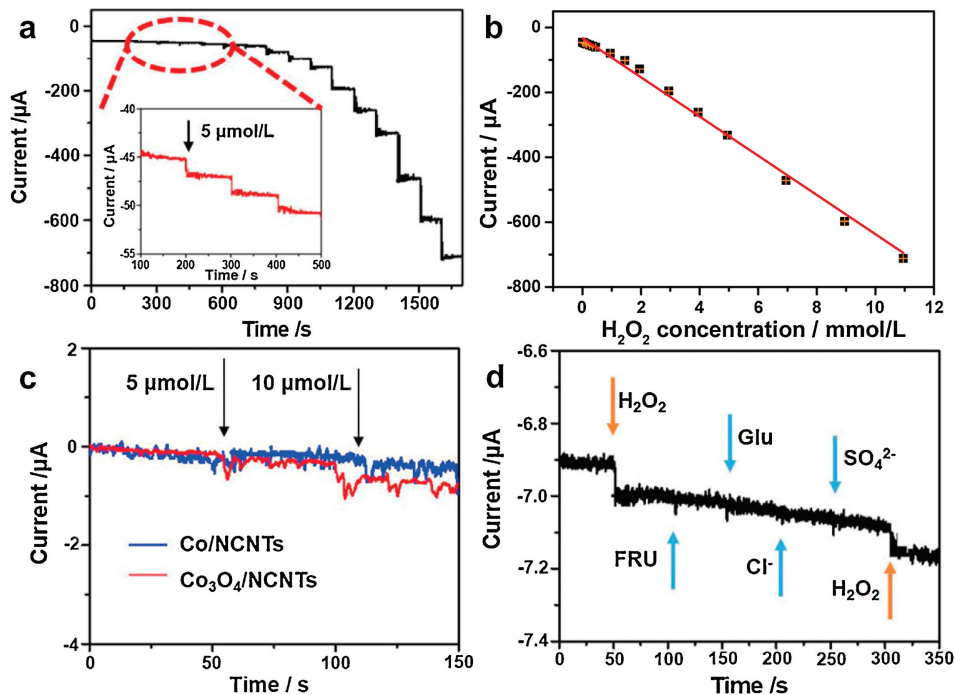 a
0
-200
-400
-600
-800
Current /µA
0 300 600 900 1200 1500
Time /s
-40
-45
-50
-55
Current / µA
5 µmol/L
100 200 300 400 500
Time / s
b
0
-200
-400
-600
-800
Current / µA
0 2 4 6 8 10 12
H₂O₂ concentration / mmol/L
c
2
0
-2
-4
Current /µA
5 µmol/L 10 µmol/L
Co/NCNTs
Co₃O₄/NCNTs
0 50 100 150
Time / s
d
-6.6
-6.8
-7.0
-7.2
-7.4
Current /µA
H₂O₂
Glu
SO₄²⁻
FRU
Cl⁻
H₂O₂
0 50 100 150 200 250 300 350
Time / s